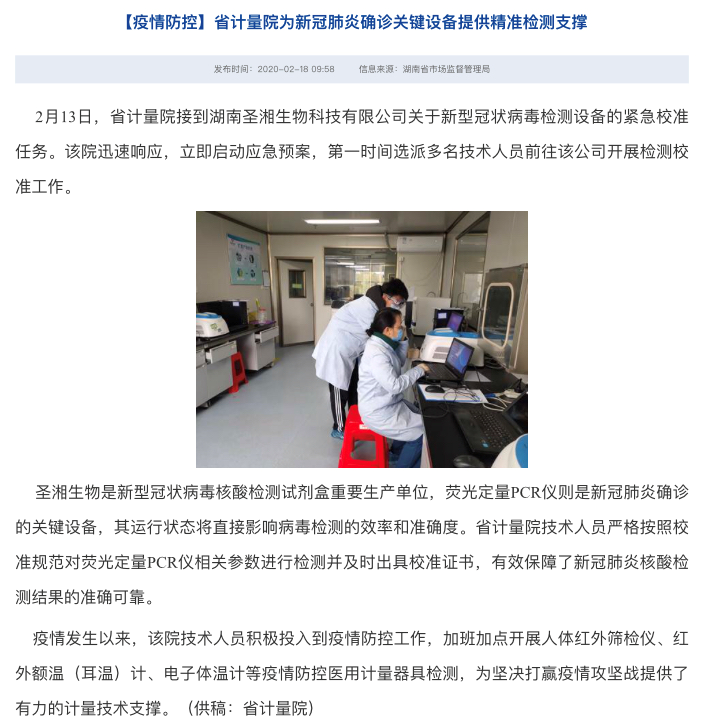 【疫情防控】省计量院为新冠肺炎确诊关键设备提供精准检测支撑
发布时间：2020-02-18 09:58 信息来源：湖南省市场监督管理局
2月13日，省计量院接到湖南圣湘生物科技有限公司关于新型冠状病毒检测设备的紧急校准
任务。该院迅速响应，立即启动应急预案，第一时间选派多名技术人员前往该公司开展检测校
准工作。
圣湘生物是新型冠状病毒核酸检测试剂盒重要生产单位，荧光定量PCR仪则是新冠肺炎确诊
的关键设备，其运行状态将直接影响病毒检测的效率和准确度。省计量院技术人员严格按照校
准规范对荧光定量PCR仪相关参数进行检测并及时出具校准证书，有效保障了新冠肺炎核酸检
测结果的准确可靠。
疫情发生以来，该院技术人员积极投入到疫情防控工作，加班加点开展人体红外筛检仪、红
外额温（耳温）计、电子体温计等疫情防控医用计量器具检测，为坚决打赢疫情攻坚战提供了
有力的计量技术支撑。（供稿：省计量院）